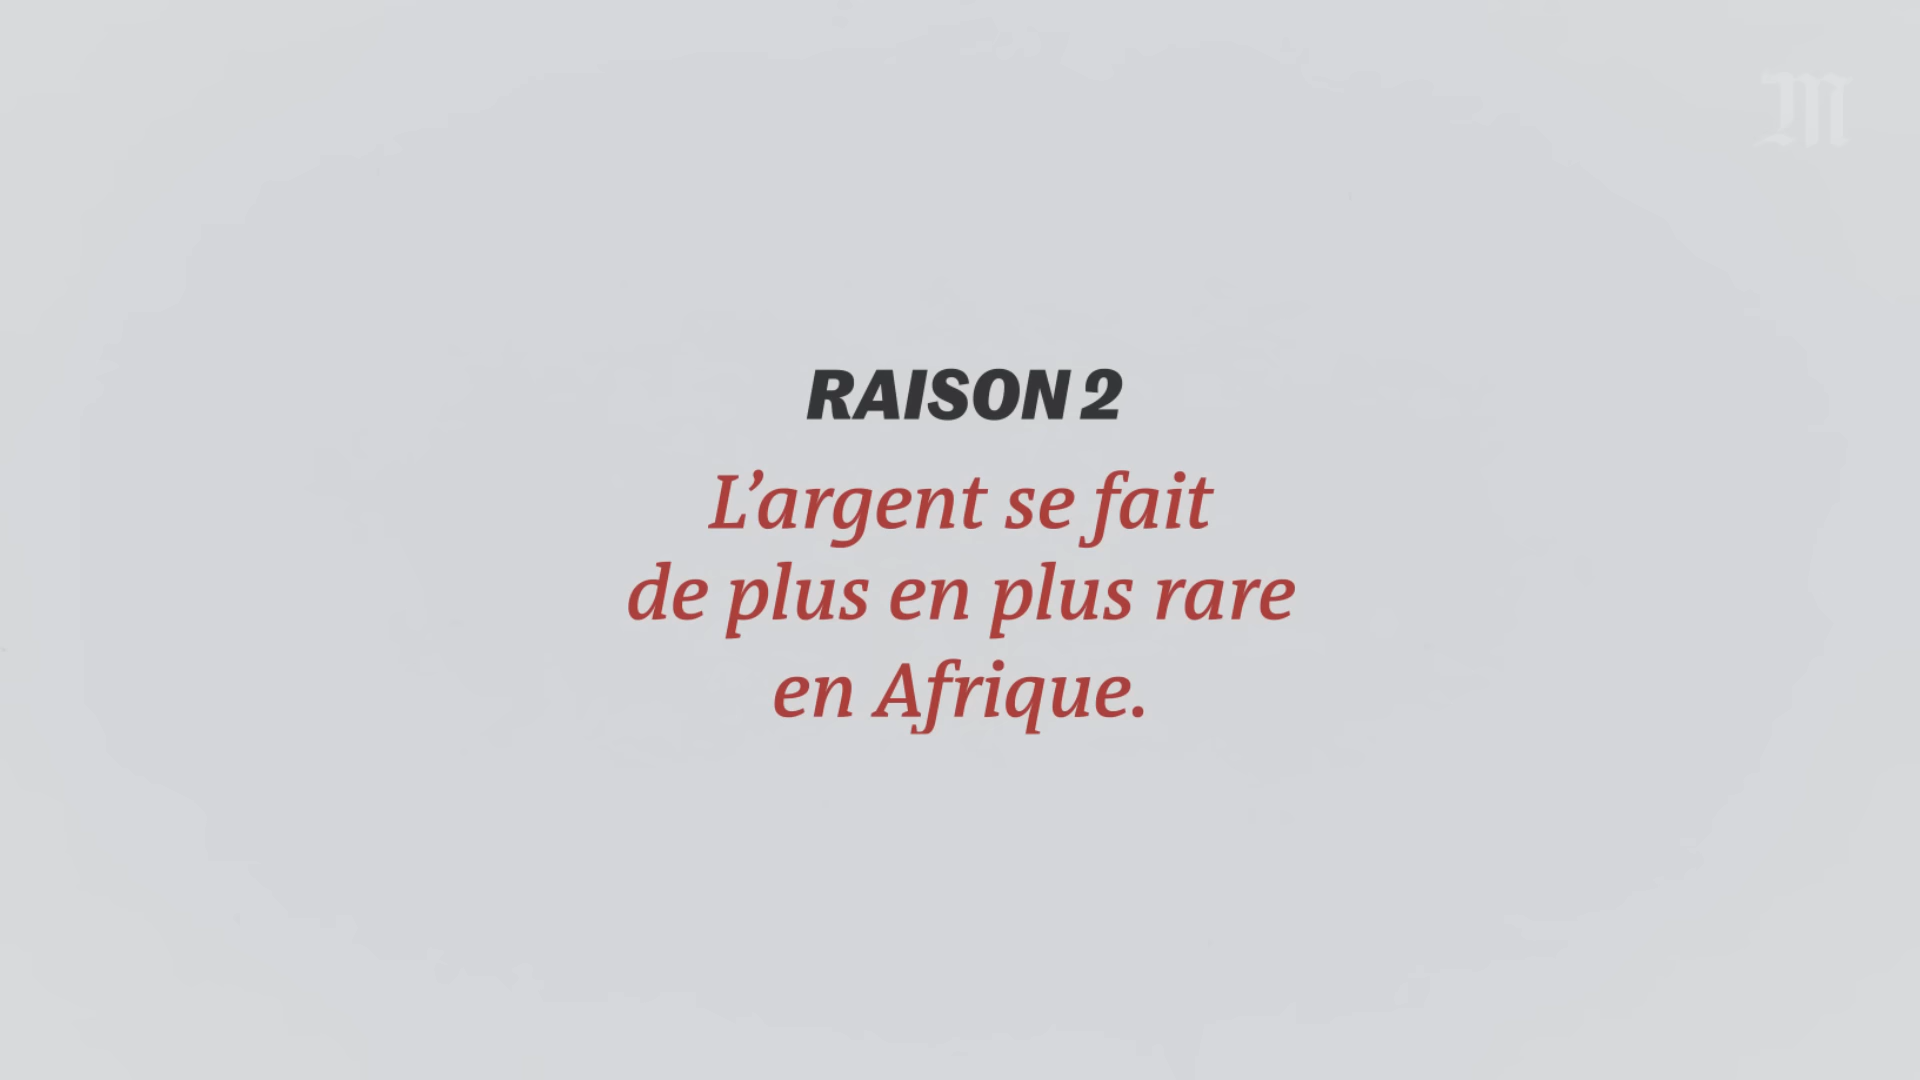 M
RAISON 2
L’argent se fait
de plus en plus rare
en Afrique.